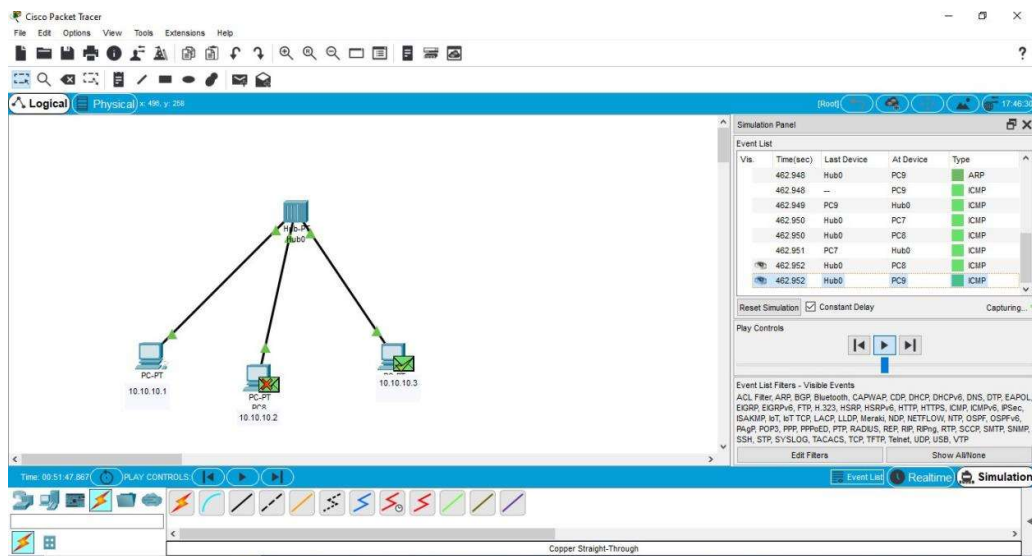 Cisco Packet Tracer
File Edit Options View Tools Extensions Help
?
Logical Physical x: 498, y: 256 [Root] 17:46:30
Hub-PT
Hub0
PC-PT
10.10.10.1
PC-PT
PC8
10.10.10.2
10.10.10.3
Simulation Panel
Event List
Vis. Time(sec) Last Device At Device Type
462.948 Hub0 PC9 ARP
462.948 -- PC9 ICMP
462.949 PC9 Hub0 ICMP
462.950 Hub0 PC7 ICMP
462.950 Hub0 PC8 ICMP
462.951 PC7 Hub0 ICMP
462.952 Hub0 PC8 ICMP
462.952 Hub0 PC9 ICMP
Reset Simulation Constant Delay Capturing...
Play Controls
Event List Filters - Visible Events
ACL Filter, ARP, BGP, Bluetooth, CAPWAP, CDP, DHCP, DHCPv6, DNS, DTP, EAPOL,
EIGRP, EIGRPv6, FTP, H.323, HSRP, HSRPv6, HTTP, HTTPS, ICMP, ICMPv6, IPSec,
ISAKMP, IoT, IoT TCP, LACP, LLDP, Meraki, NDP, NETFLOW, NTP, OSPF, OSPFv6,
PAgP, POP3, PPP, PPPoED, PTP, RADIUS, REP, RIP, RIPng, RTP, SCCP, SMTP, SNMP,
SSH, STP, SYSLOG, TACACS, TCP, TFTP, Telnet, UDP, USB, VTP
Edit Filters Show All/None
Time: 00:51:47.867 PLAY CONTROLS: Event List Realtime Simulation
Copper Straight-Through